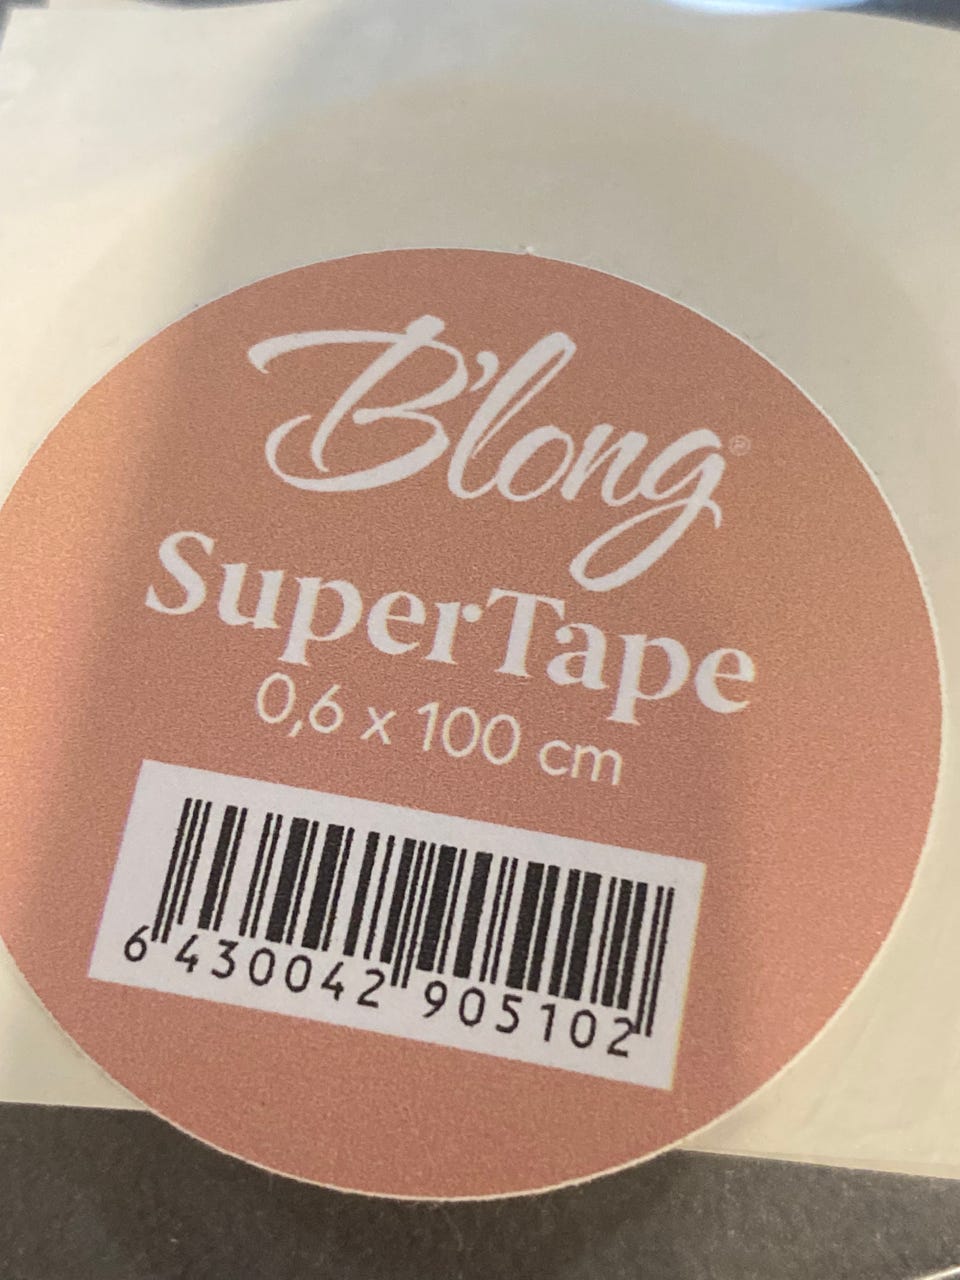 B'long®
SuperTape
0,6 x 100 cm
6 430042 905102